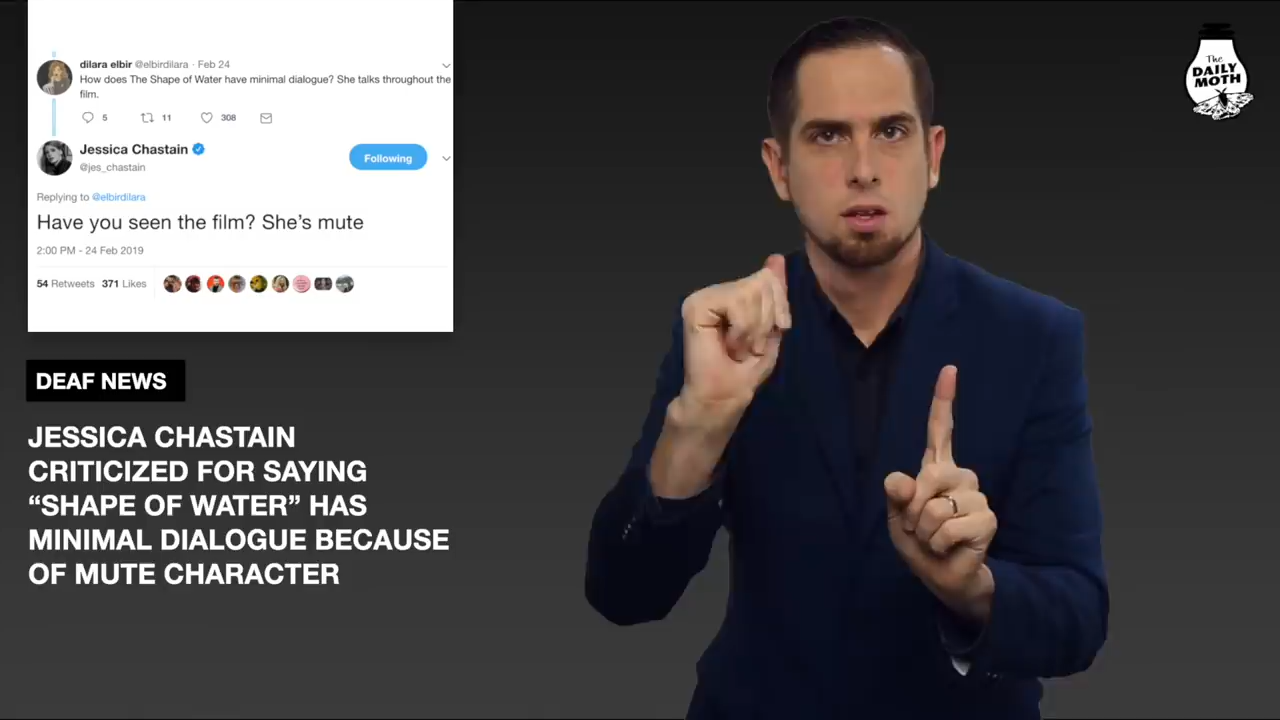 dilara elbir @elbirdilara · Feb 24
How does The Shape of Water have minimal dialogue? She talks throughout the
film.
5 11 308
Jessica Chastain
@jes_chastain
Following
Replying to @elbirdilara
Have you seen the film? She's mute
2:00 PM - 24 Feb 2019
54 Retweets 371 Likes
DEAF NEWS
JESSICA CHASTAIN
CRITICIZED FOR SAYING
“SHAPE OF WATER” HAS
MINIMAL DIALOGUE BECAUSE
OF MUTE CHARACTER
The
DAILY
MOTH